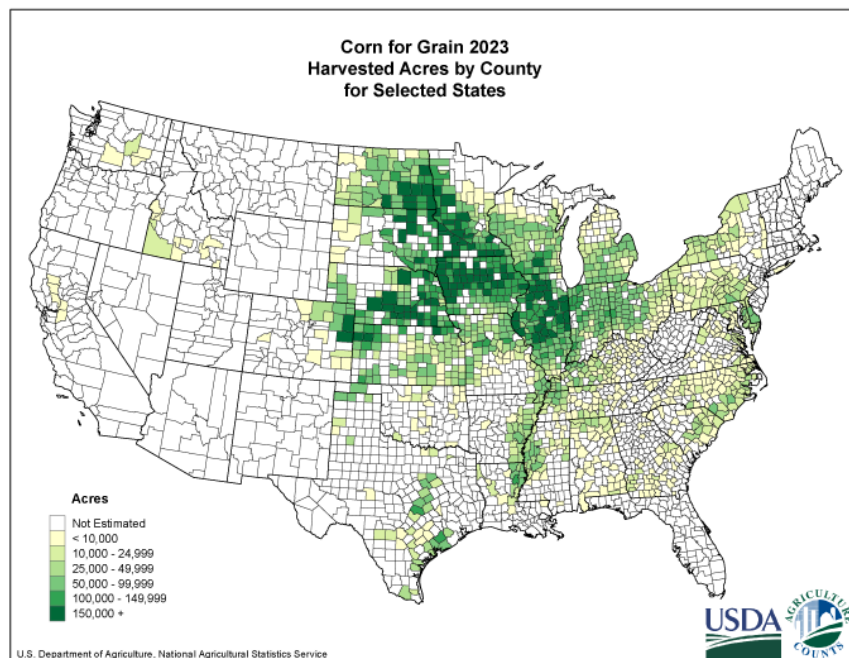 Corn for Grain 2023
Harvested Acres by County
for Selected States
Acres
Not Estimated
< 10,000
10,000 - 24,999
25,000 - 49,999
50,000 - 99,999
100,000 - 149,999
150,000 +
USDA
AGRICULTURE
COUNTS
U.S. Department of Agriculture, National Agricultural Statistics Service